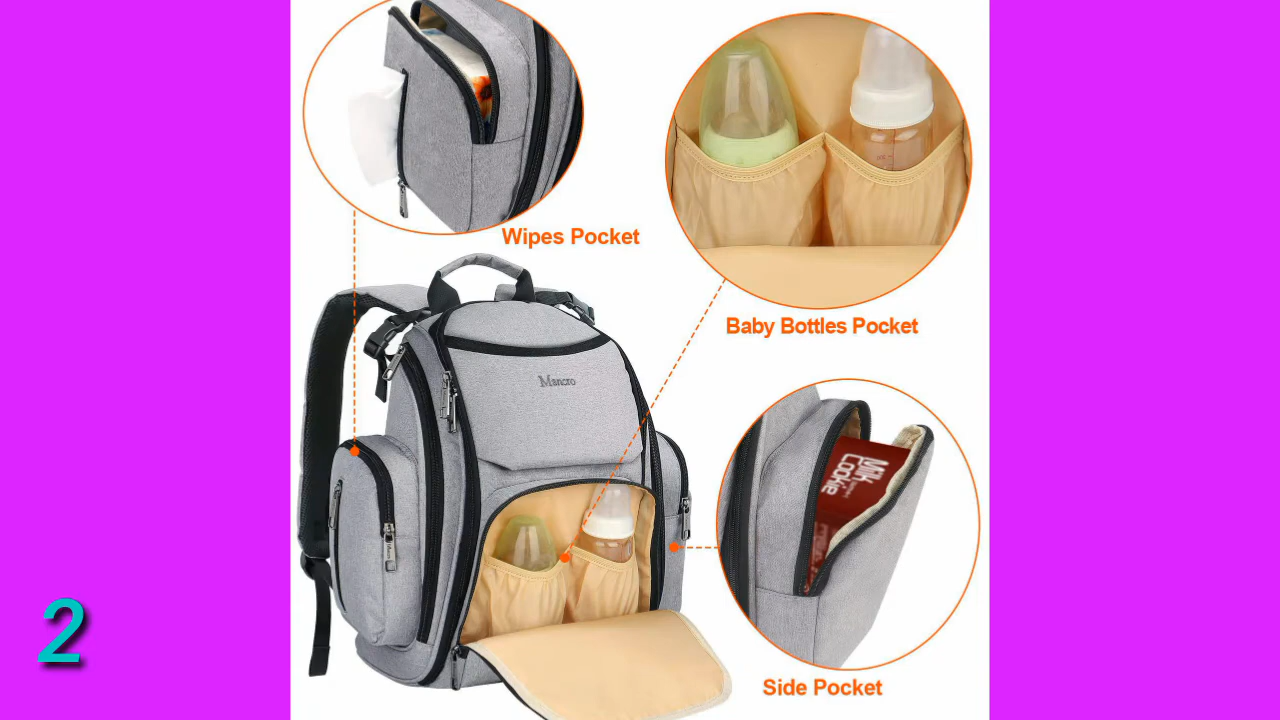 Wipes Pocket
Baby Bottles Pocket
Mancro
Milk
Cookie
Side Pocket
2